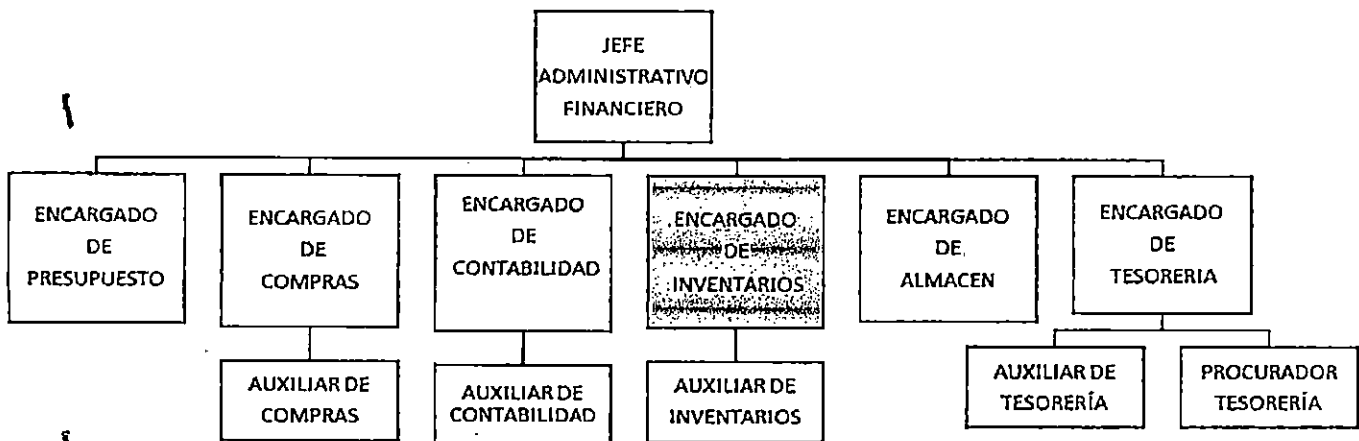 JEFE
ADMINISTRATIVO
FINANCIERO
ENCARGADO
DE
PRESUPUESTO
ENCARGADO
DE
COMPRAS
ENCARGADO
DE
CONTABILIDAD
ENCARGADO
DE
INVENTARIOS
ENCARGADO
DE
ALMACEN
ENCARGADO
DE
TESORERIA
AUXILIAR DE
COMPRAS
AUXILIAR DE
CONTABILIDAD
AUXILIAR DE
INVENTARIOS
AUXILIAR DE
TESORERÍA
PROCURADOR
TESORERÍA